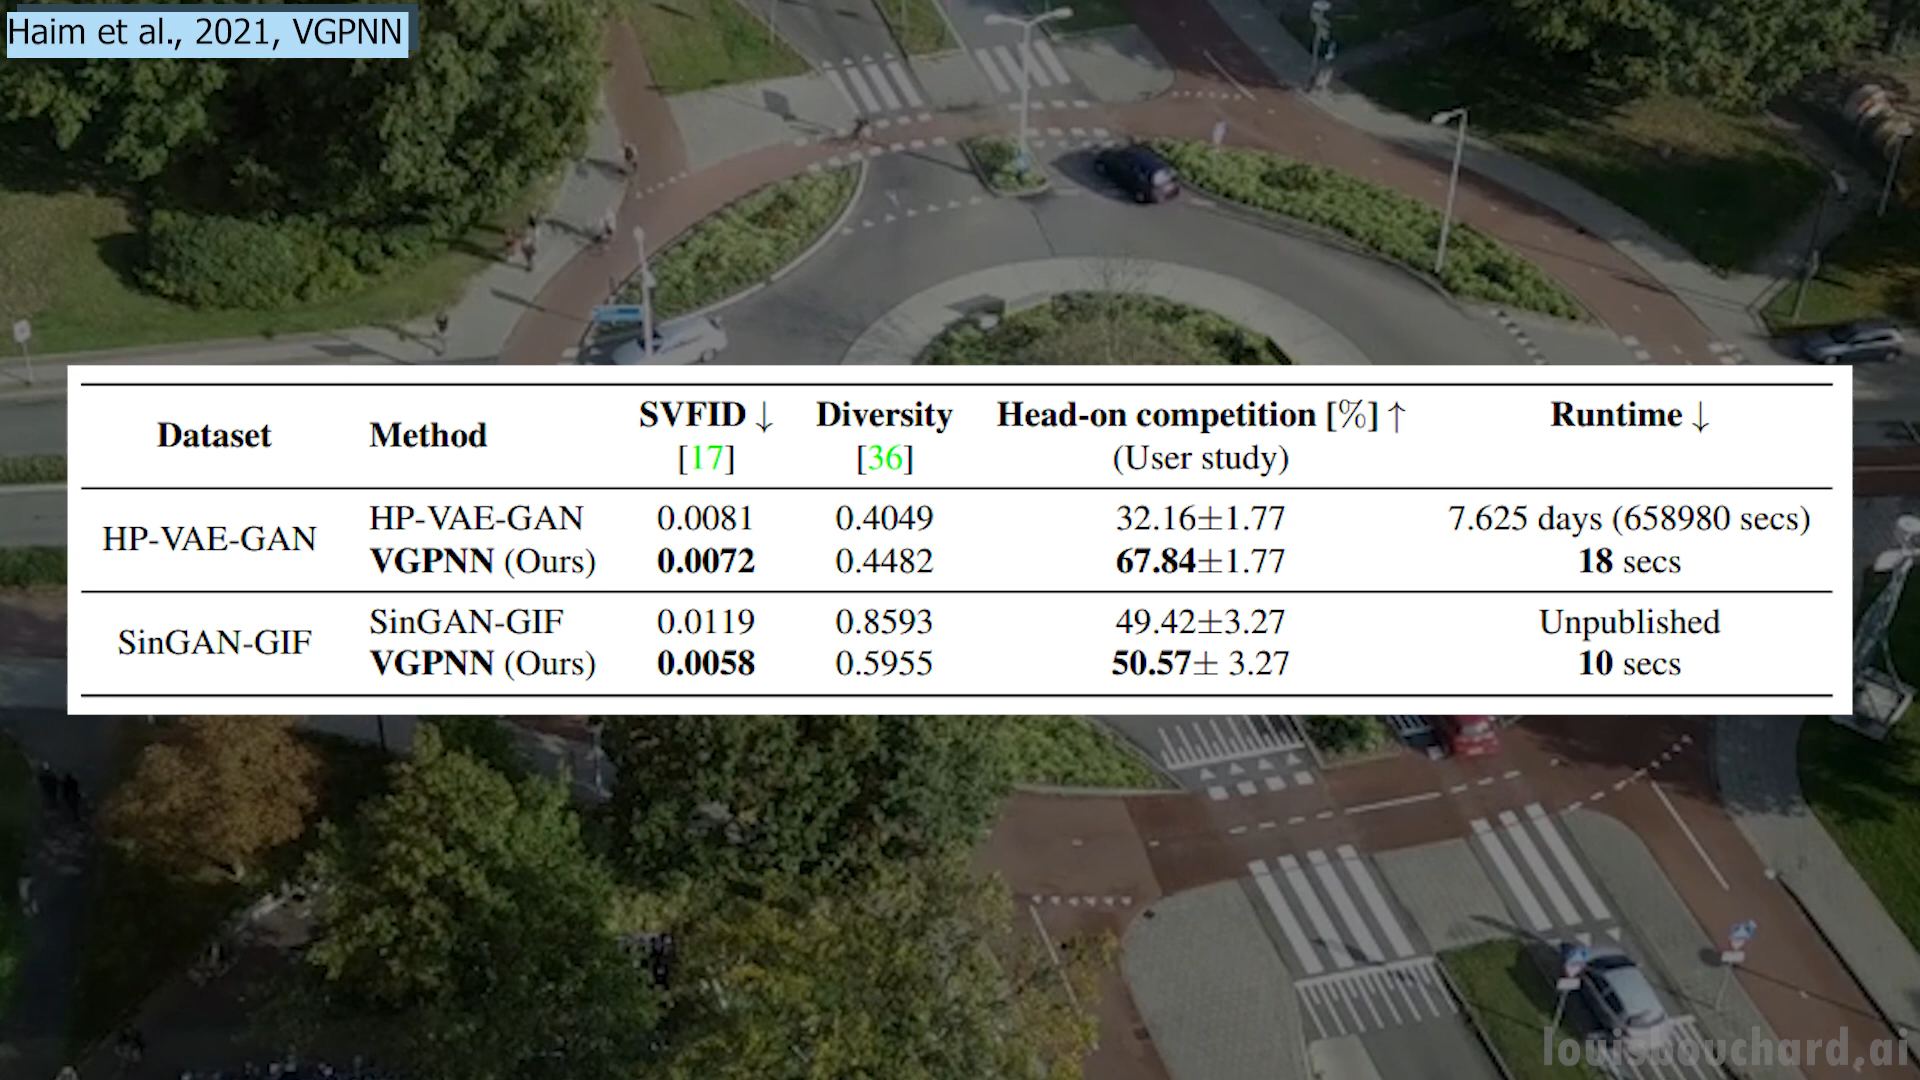 Haim et al., 2021, VGPNN
Dataset Method SVFID ↓ Diversity Head-on competition [%] ↑ Runtime ↓
[17] [36] (User study)
HP-VAE-GAN HP-VAE-GAN 0.0081 0.4049 32.16±1.77 7.625 days (658980 secs)
VGPNN (Ours) 0.0072 0.4482 67.84±1.77 18 secs
SinGAN-GIF SinGAN-GIF 0.0119 0.8593 49.42±3.27 Unpublished
VGPNN (Ours) 0.0058 0.5955 50.57± 3.27 10 secs
louisbouchard.ai